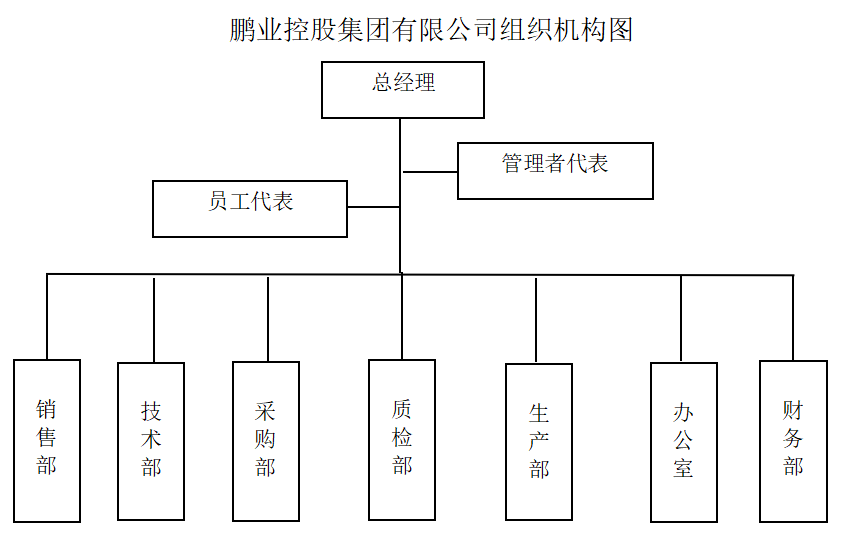 鹏业控股集团有限公司组织机构图
总经理
管理者代表
员工代表
销售部
技术部
采购部
质检部
生产部
办公室
财务部